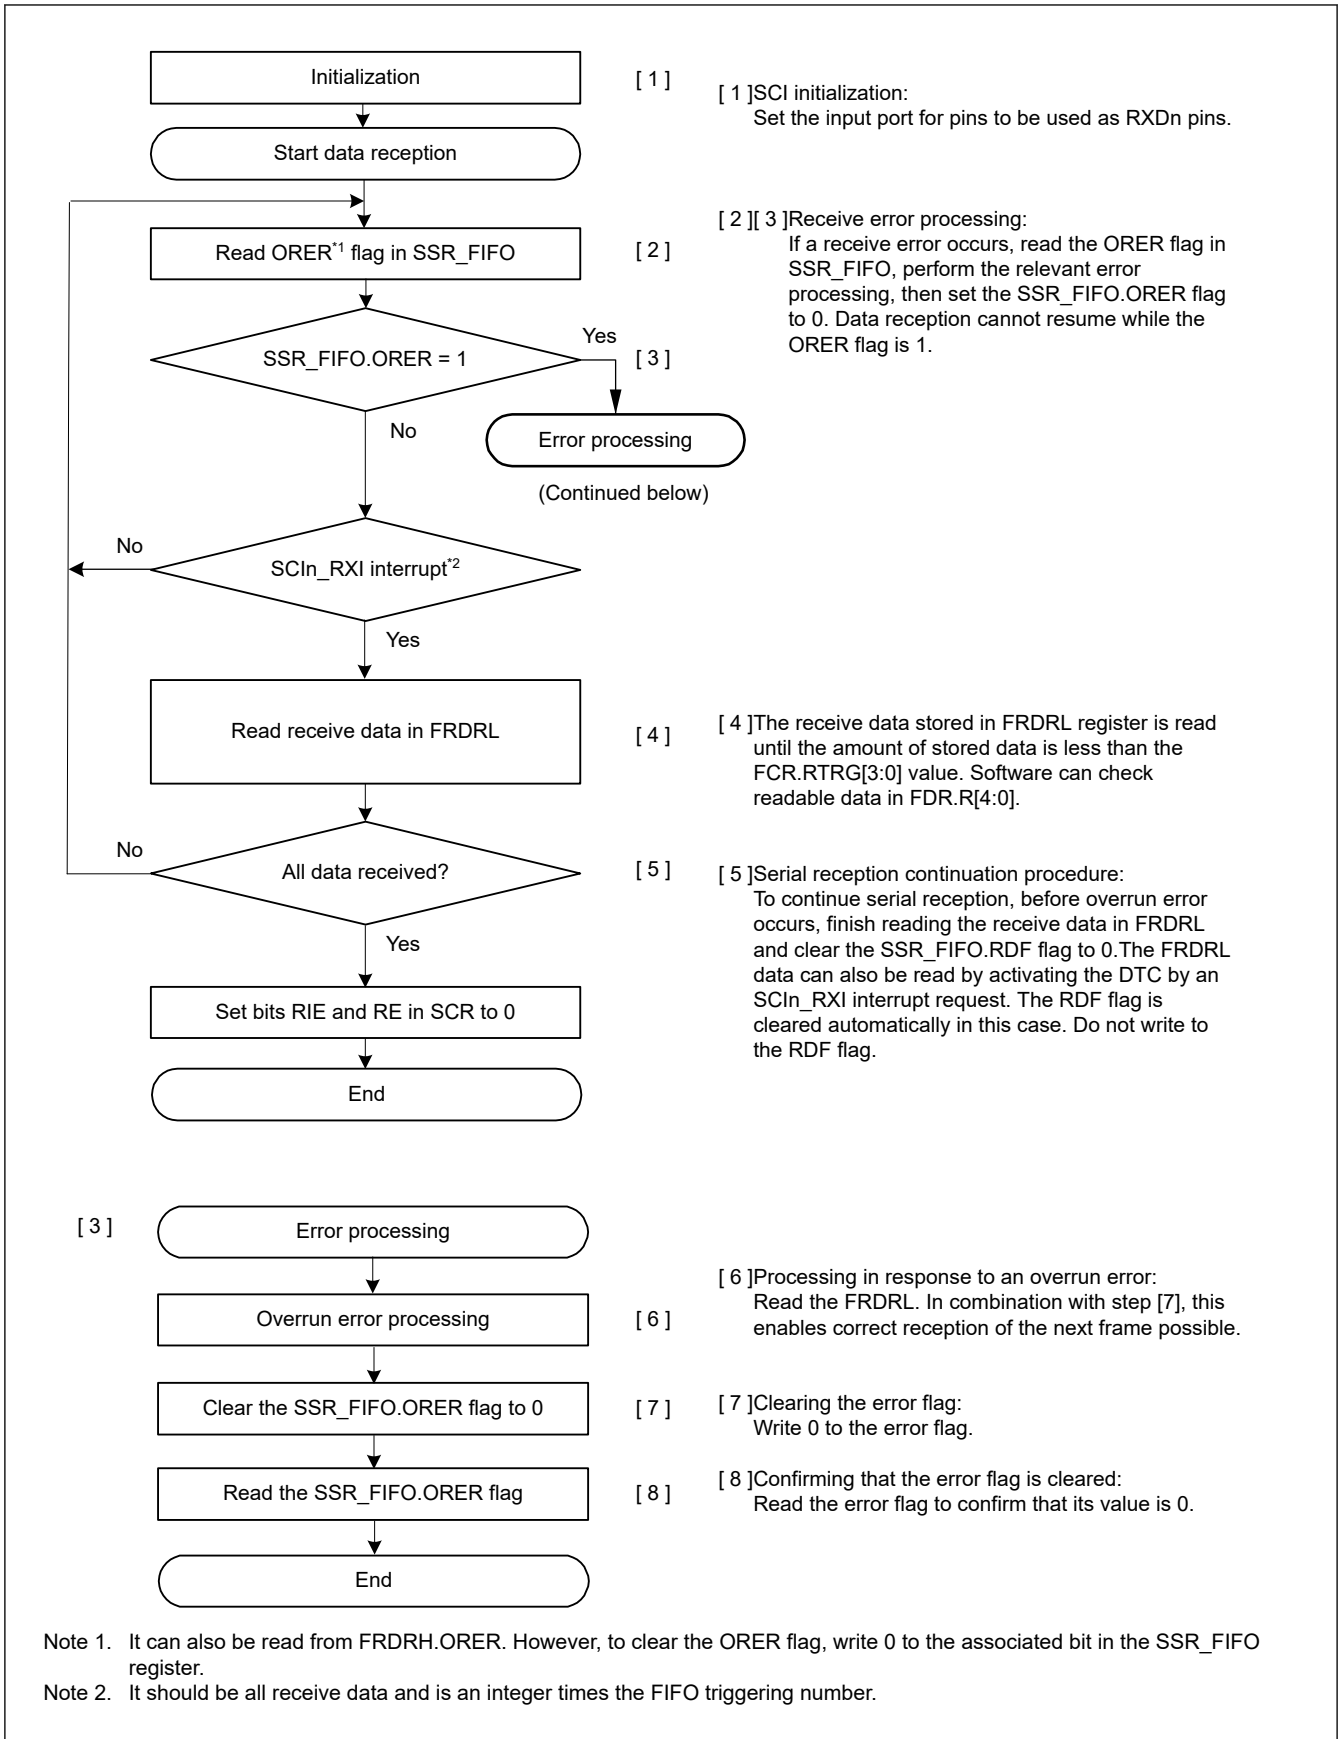 Initialization
[ 1 ]
[ 1 ]SCI initialization:
Set the input port for pins to be used as RXDn pins.
Start data reception
Read ORER*1 flag in SSR_FIFO
[ 2 ]
[ 2 ][ 3 ]Receive error processing:
If a receive error occurs, read the ORER flag in
SSR_FIFO, perform the relevant error
processing, then set the SSR_FIFO.ORER flag
to 0. Data reception cannot resume while the
ORER flag is 1.
SSR_FIFO.ORER = 1
Yes
[ 3 ]
No
Error processing
(Continued below)
SCIn_RXI interrupt*2
No
Yes
Read receive data in FRDRL
[ 4 ]
[ 4 ]The receive data stored in FRDRL register is read
until the amount of stored data is less than the
FCR.RTRG[3:0] value. Software can check
readable data in FDR.R[4:0].
No
All data received?
[ 5 ]
[ 5 ]Serial reception continuation procedure:
To continue serial reception, before overrun error
occurs, finish reading the receive data in FRDRL
and clear the SSR_FIFO.RDF flag to 0.The FRDRL
data can also be read by activating the DTC by an
SCIn_RXI interrupt request. The RDF flag is
cleared automatically in this case. Do not write to
the RDF flag.
Yes
Set bits RIE and RE in SCR to 0
End
[ 3 ]
Error processing
Overrun error processing
[ 6 ]
[ 6 ]Processing in response to an overrun error:
Read the FRDRL. In combination with step [7], this
enables correct reception of the next frame possible.
Clear the SSR_FIFO.ORER flag to 0
[ 7 ]
[ 7 ]Clearing the error flag:
Write 0 to the error flag.
Read the SSR_FIFO.ORER flag
[ 8 ]
[ 8 ]Confirming that the error flag is cleared:
Read the error flag to confirm that its value is 0.
End
Note 1. It can also be read from FRDRH.ORER. However, to clear the ORER flag, write 0 to the associated bit in the SSR_FIFO
register.
Note 2. It should be all receive data and is an integer times the FIFO triggering number.